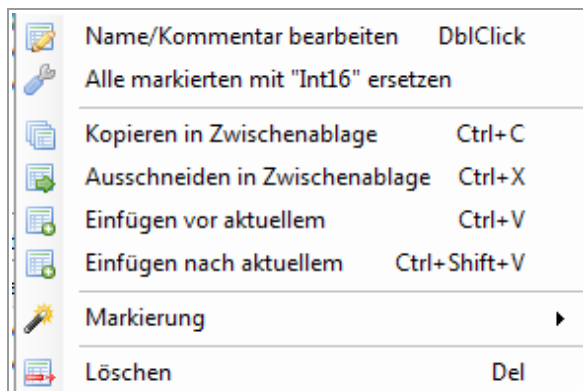 Name/Kommentar bearbeiten DblClick
Alle markierten mit "Int16" ersetzen
Kopieren in Zwischenablage Ctrl+C
Ausschneiden in Zwischenablage Ctrl+X
Einfügen vor aktuellem Ctrl+V
Einfügen nach aktuellem Ctrl+Shift+V
Markierung
Löschen Del